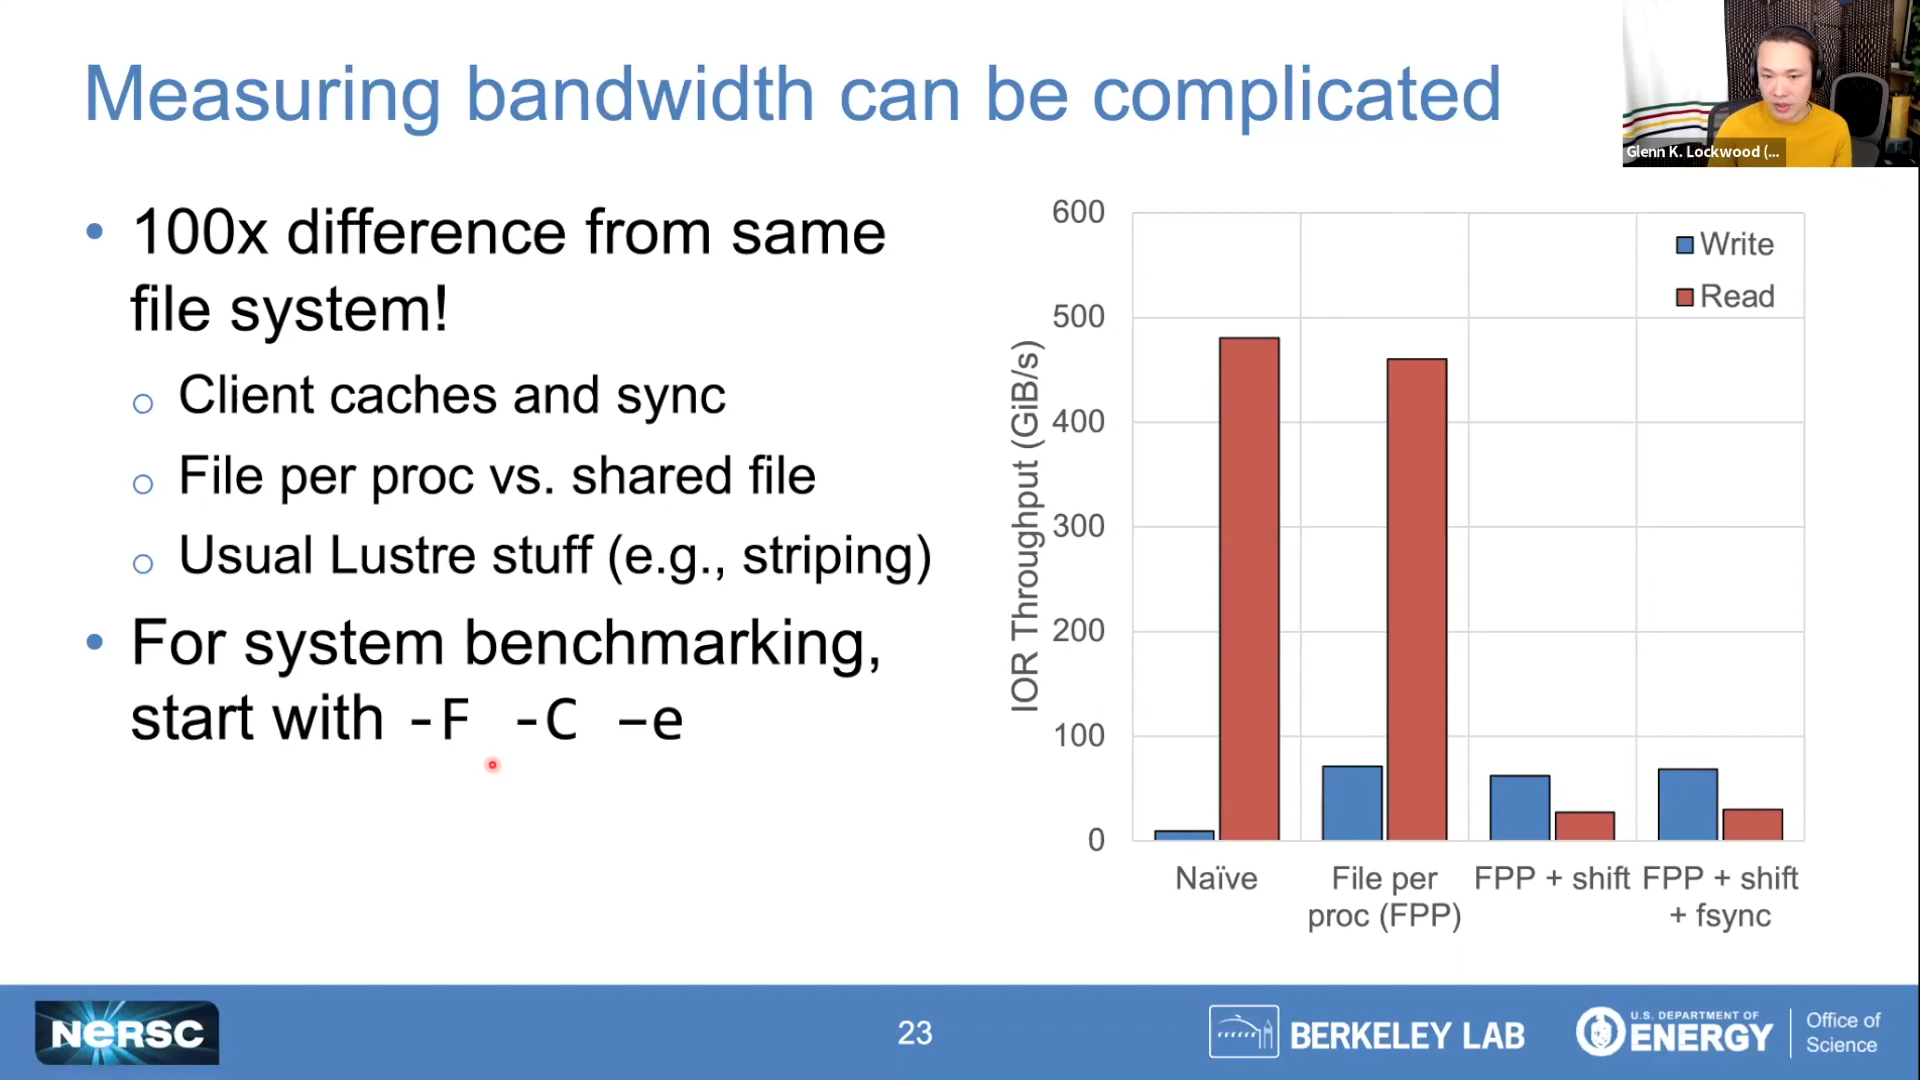 Measuring bandwidth can be complicated
Glenn K. Lockwood (...
• 100x difference from same
file system!
o Client caches and sync
o File per proc vs. shared file
o Usual Lustre stuff (e.g., striping)
• For system benchmarking,
start with -F -C –e
IOR Throughput (GiB/s)
600
500
400
300
200
100
0
Write
Read
Naïve
File per
proc (FPP)
FPP + shift
FPP + shift
+ fsync
NERSC
23
BERKELEY LAB
U.S. DEPARTMENT OF
ENERGY
Office of
Science